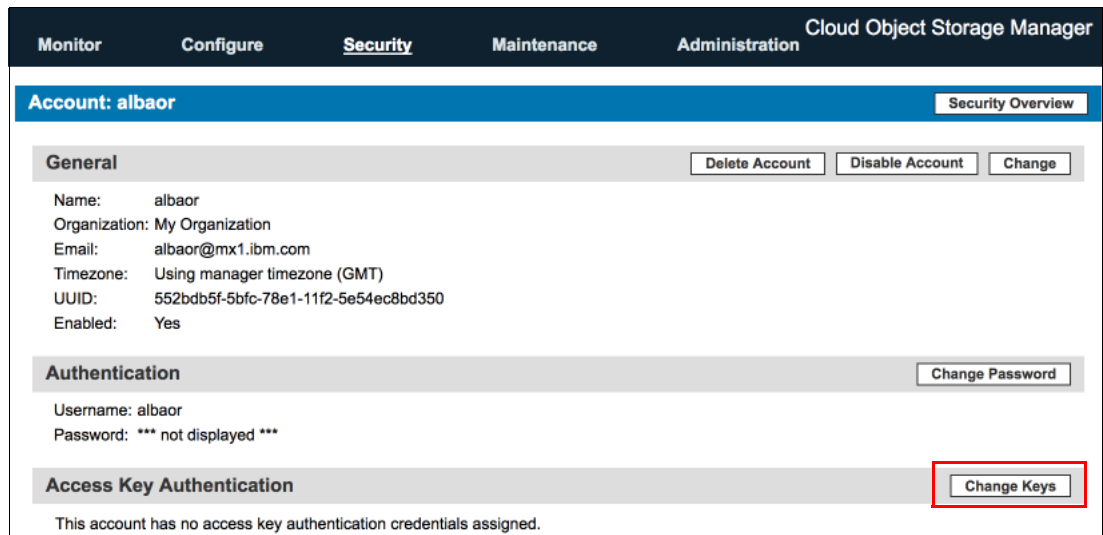 Cloud Object Storage Manager
Monitor Configure Security Maintenance Administration
Account: albaor Security Overview
General Delete Account Disable Account Change
Name: albaor
Organization: My Organization
Email: albaor@mx1.ibm.com
Timezone: Using manager timezone (GMT)
UUID: 552bdb5f-5bfc-78e1-11f2-5e54ec8bd350
Enabled: Yes
Authentication Change Password
Username: albaor
Password: *** not displayed ***
Access Key Authentication Change Keys
This account has no access key authentication credentials assigned.